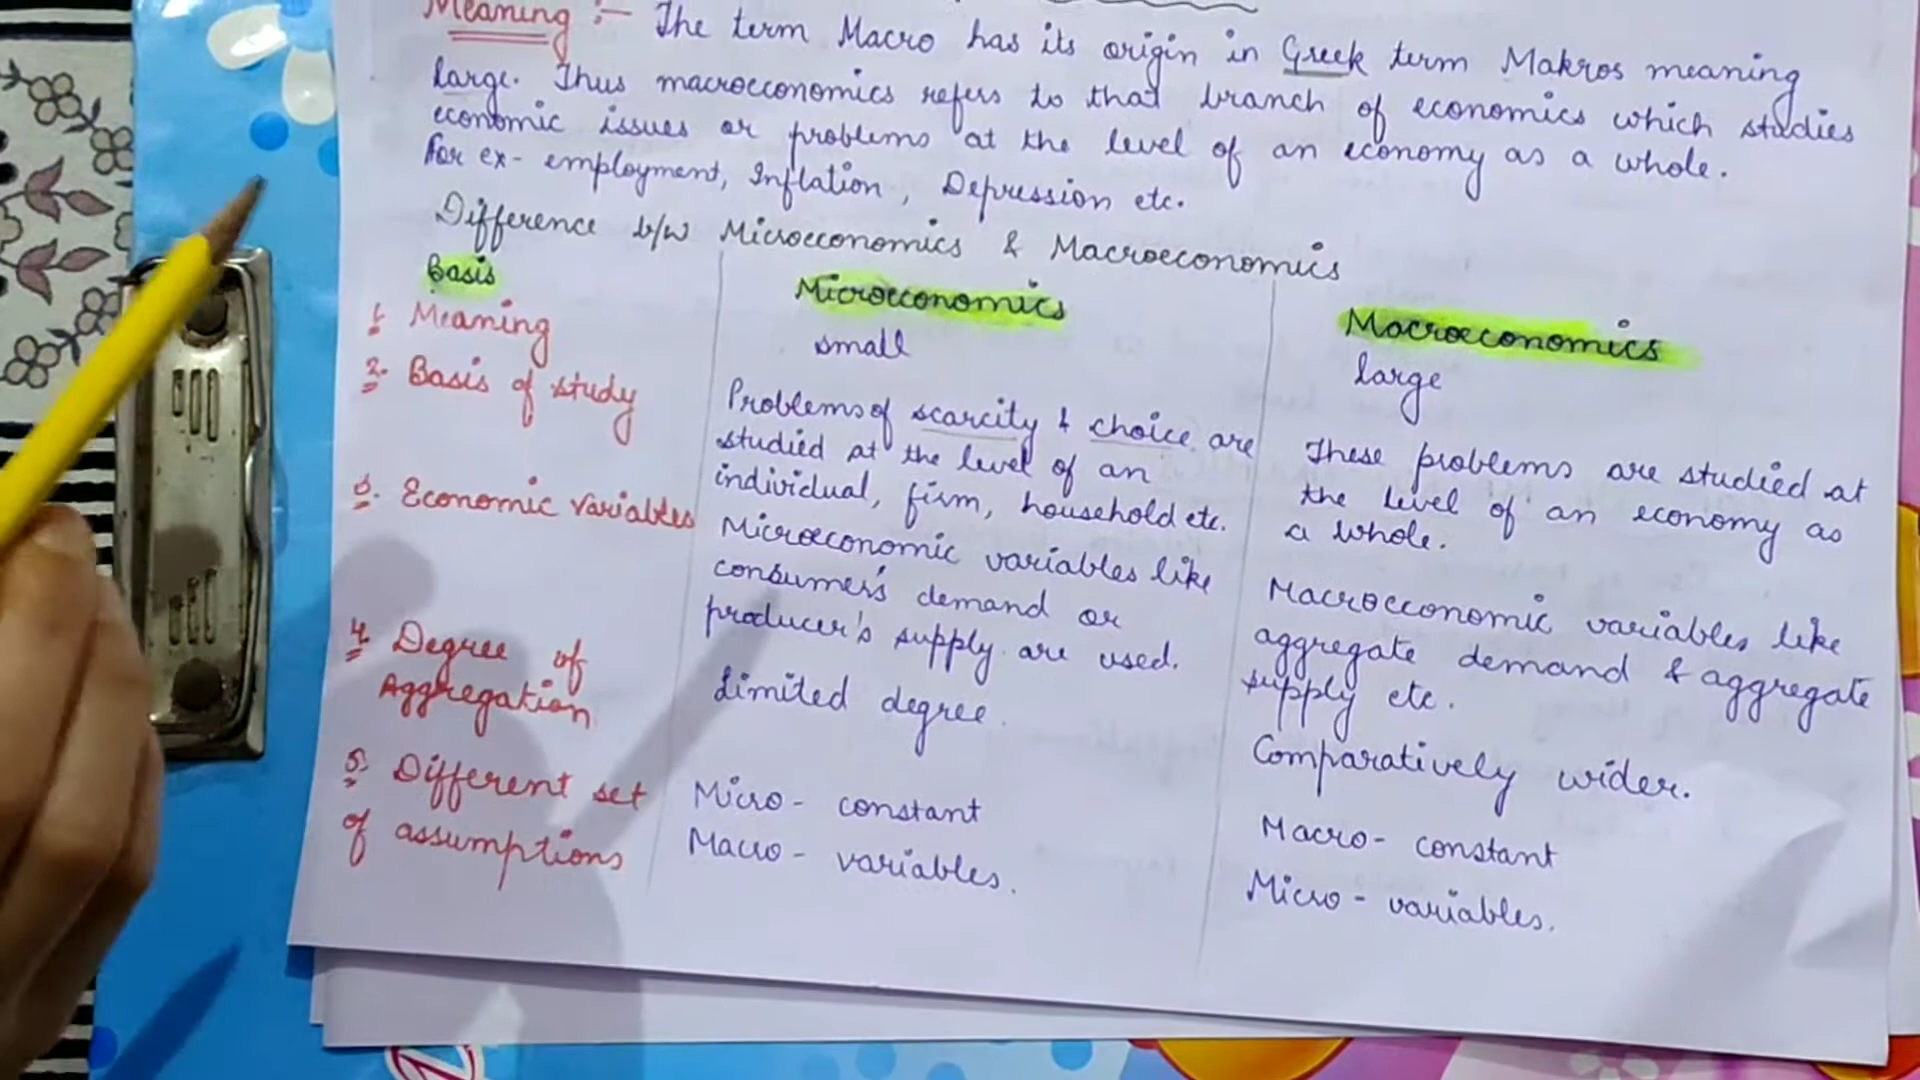 Meaning :- The term Macro has its origin in Greek term Makros meaning
large. Thus macroeconomics refers to that branch of economics which studies
economic issues or problems at the level of an economy as a whole.
For ex- employment, Inflation, Depression etc.
Difference b/w Microeconomics & Macroeconomics
Basis
Microeconomics
Macroeconomics
1. Meaning
small
large
2. Basis of study
Problems of scarcity & choice are
studied at the level of an
individual, firm, household etc.
These problems are studied at
the level of an economy as
a whole.
3. Economic variables
Microeconomic variables like
consumer's demand or
producer's supply are used.
Macroeconomic variables like
aggregate demand & aggregate
supply etc.
4. Degree of
Aggregation
Limited degree.
Comparatively wider.
5. Different set
of assumptions
Micro - constant
Macro - variables.
Macro - constant
Micro - variables.